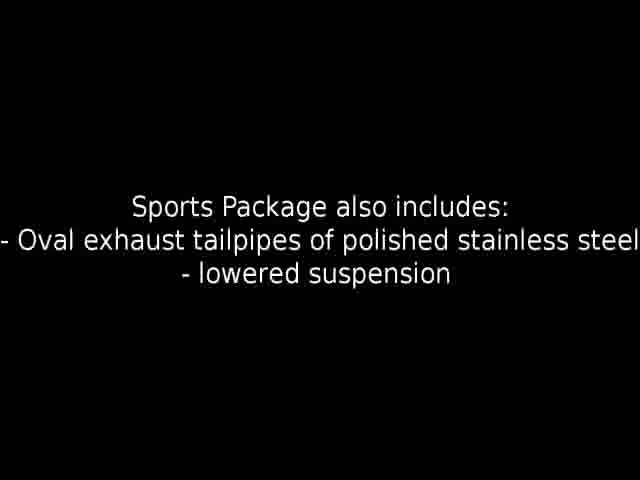 Sports Package also includes:
- Oval exhaust tailpipes of polished stainless steel
- lowered suspension